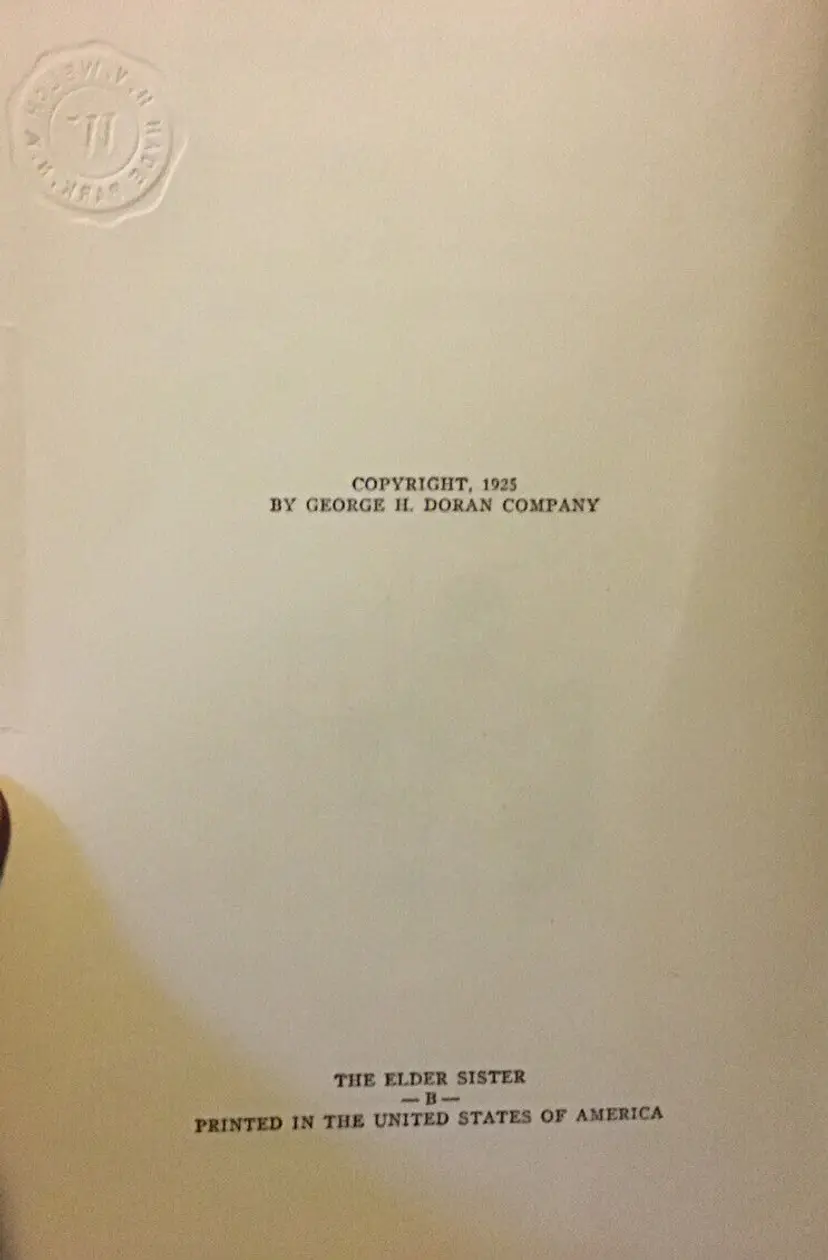 COPYRIGHT, 1925
BY GEORGE H. DORAN COMPANY
THE ELDER SISTER
— B —
PRINTED IN THE UNITED STATES OF AMERICA